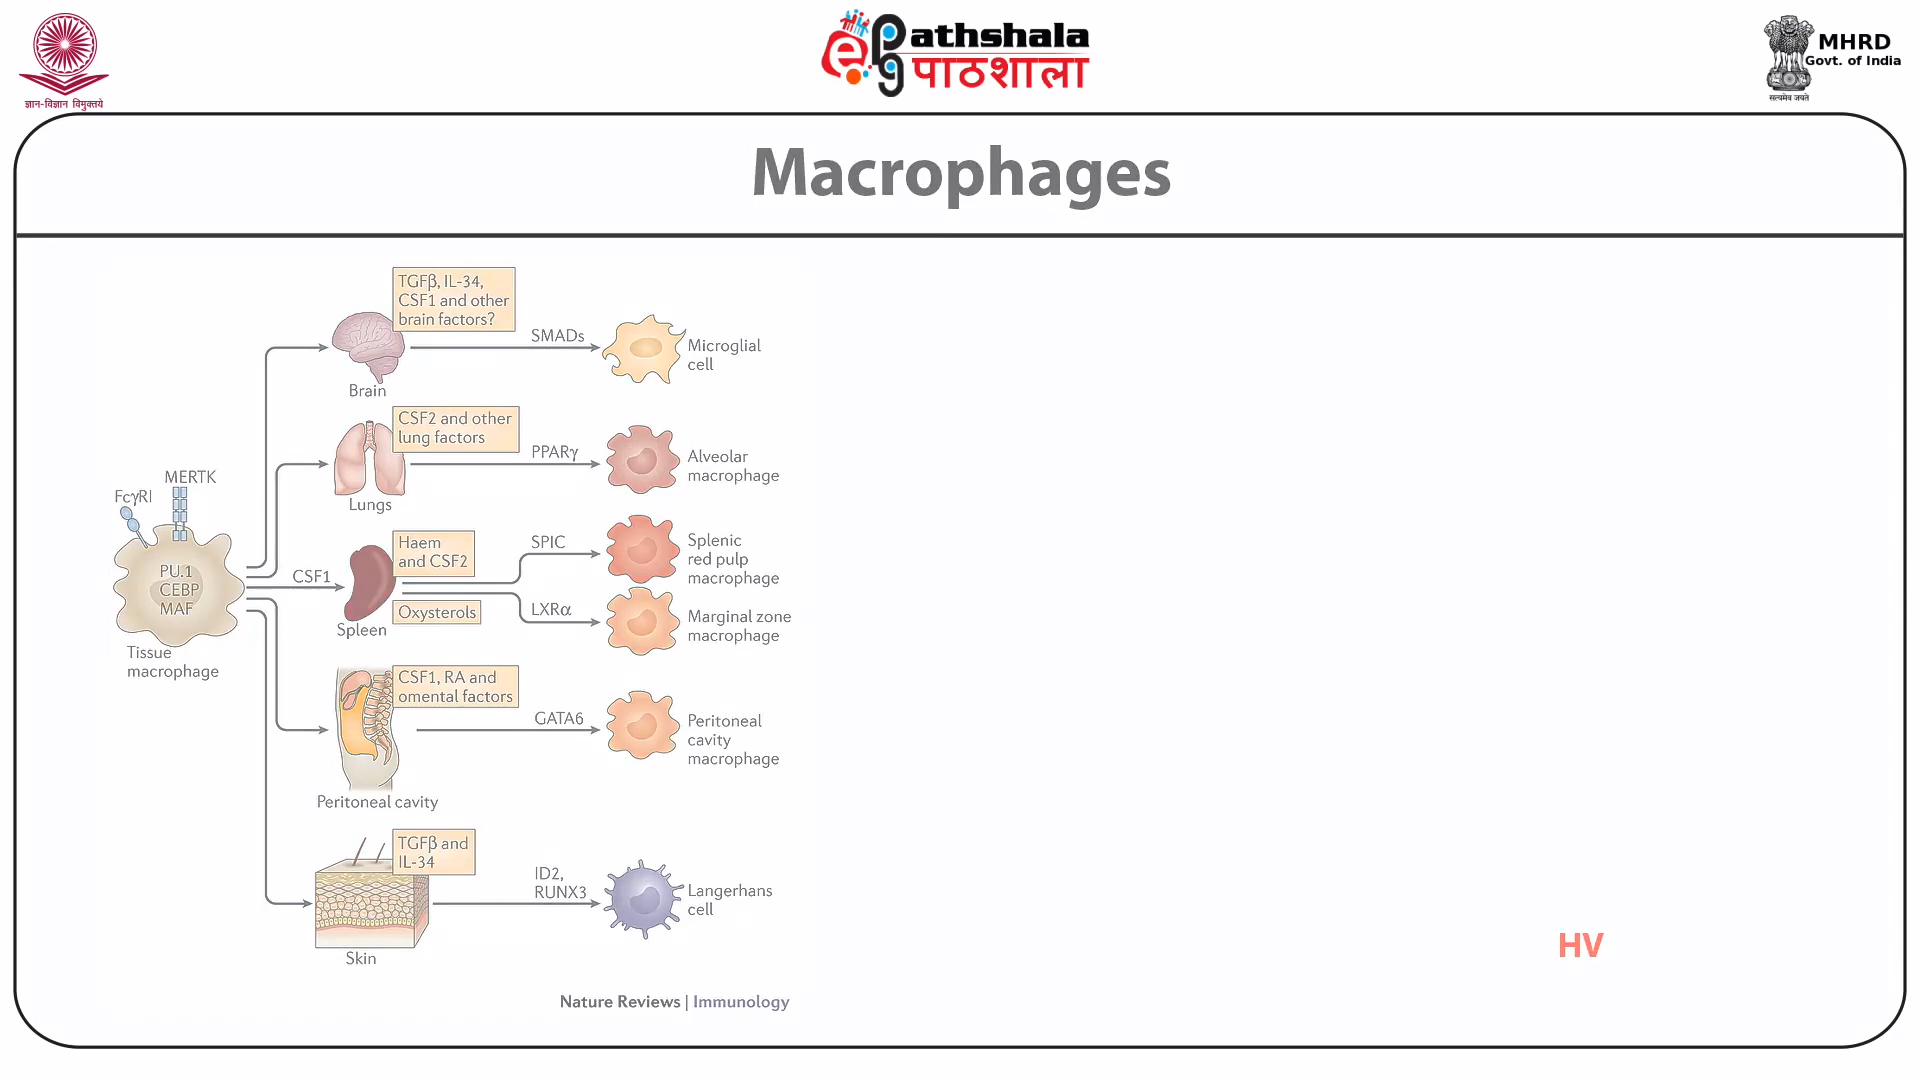 ज्ञान-विज्ञान विमुक्तये
ePathshala
पाठशाला
MHRD
Govt. of India
सत्यमेव जयते
Macrophages
TGFβ, IL-34,
CSF1 and other
brain factors?
SMADs
Microglial
cell
Brain
CSF2 and other
lung factors
PPARγ
Alveolar
macrophage
Lungs
MERTK
FcγRI
PU.1
CEBP
MAF
Tissue
macrophage
CSF1
Haem
and CSF2
SPIC
Splenic
red pulp
macrophage
Oxysterols
LXRα
Marginal zone
macrophage
Spleen
CSF1, RA and
omental factors
GATA6
Peritoneal
cavity
macrophage
Peritoneal cavity
TGFβ and
IL-34
ID2,
RUNX3
Langerhans
cell
Skin
HV
Nature Reviews | Immunology